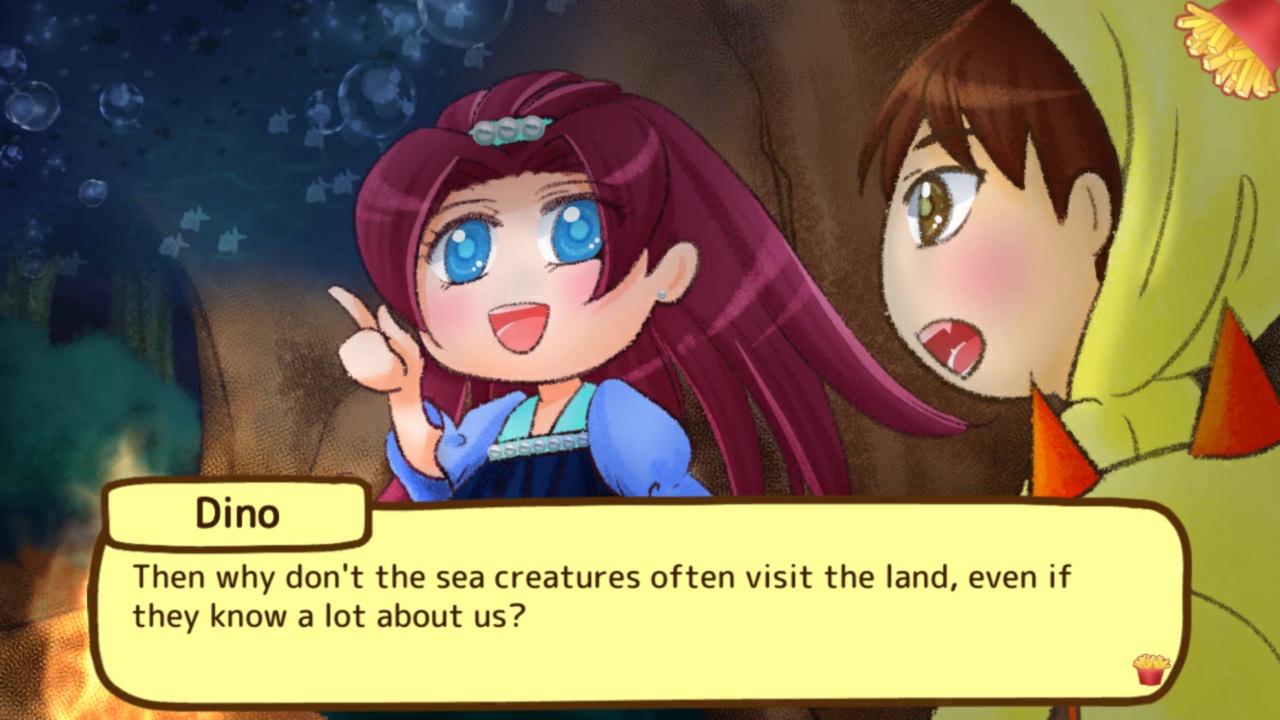 Dino
Then why don't the sea creatures often visit the land, even if
they know a lot about us?